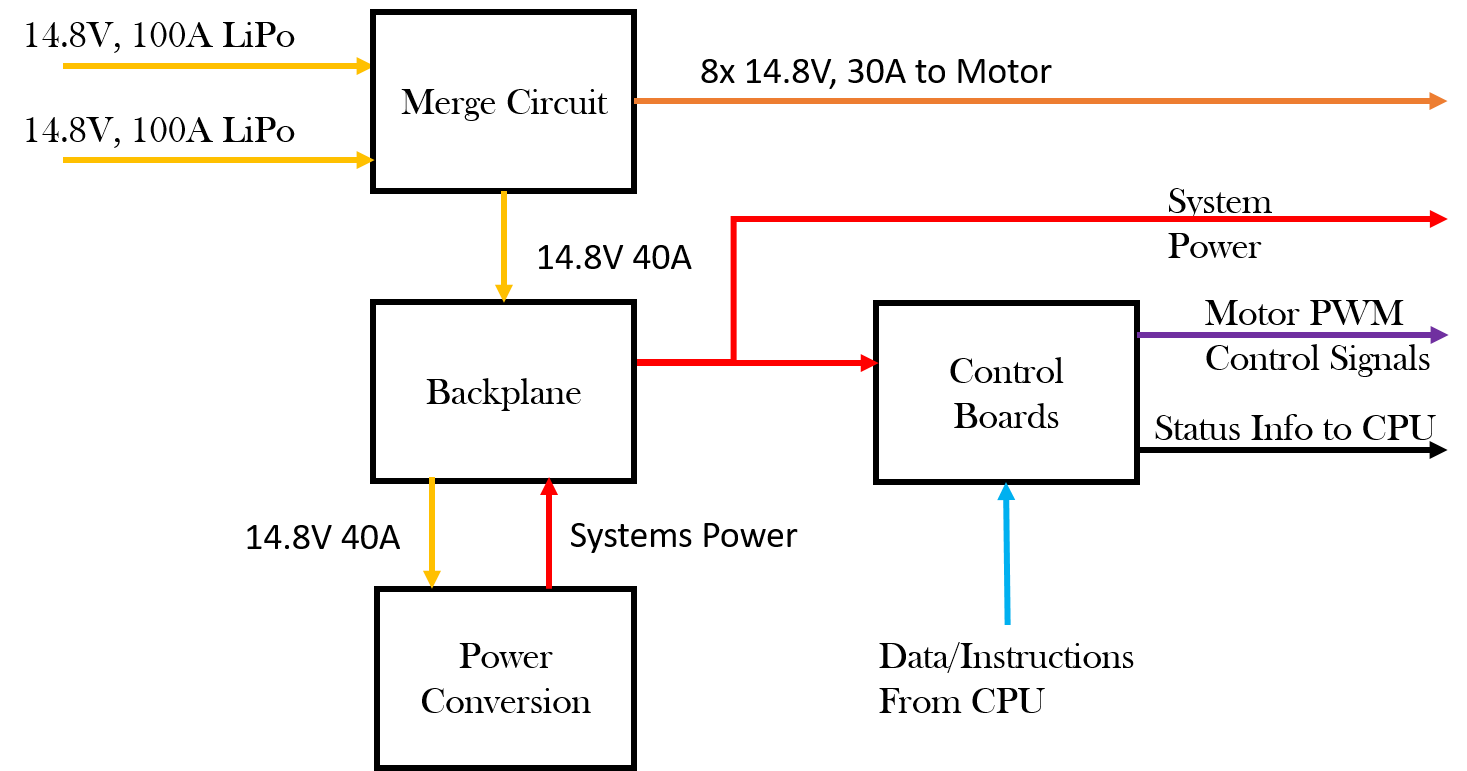 14.8V, 100A LiPo
8x 14.8V, 30A to Motor
Merge Circuit
14.8V, 100A LiPo
System
Power
14.8V 40A
Motor PWM
Control Signals
Control
Boards
Backplane
Status Info to CPU
14.8V 40A
Systems Power
Power
Conversion
Data/Instructions
From CPU